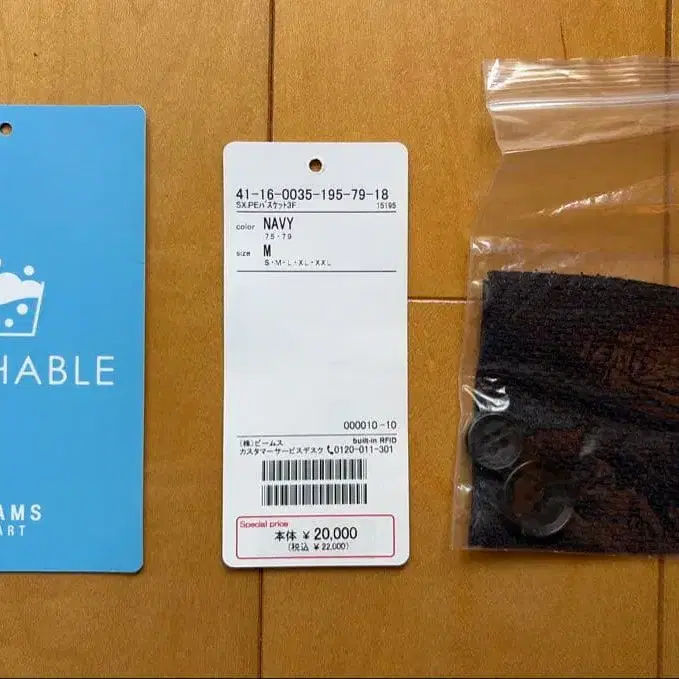 HABLE
AMS
ART
41-16-0035-195-79-18
SX.PEバスケット3F 15195
color NAVY
75・79
size M
S・M・L・XL・XXL
000010-10
(株)ビームス built-in RFID
カスタマーサービスデスク 0120-011-301
Special price
本体 ¥ 20,000
(税込 ¥ 22,000)